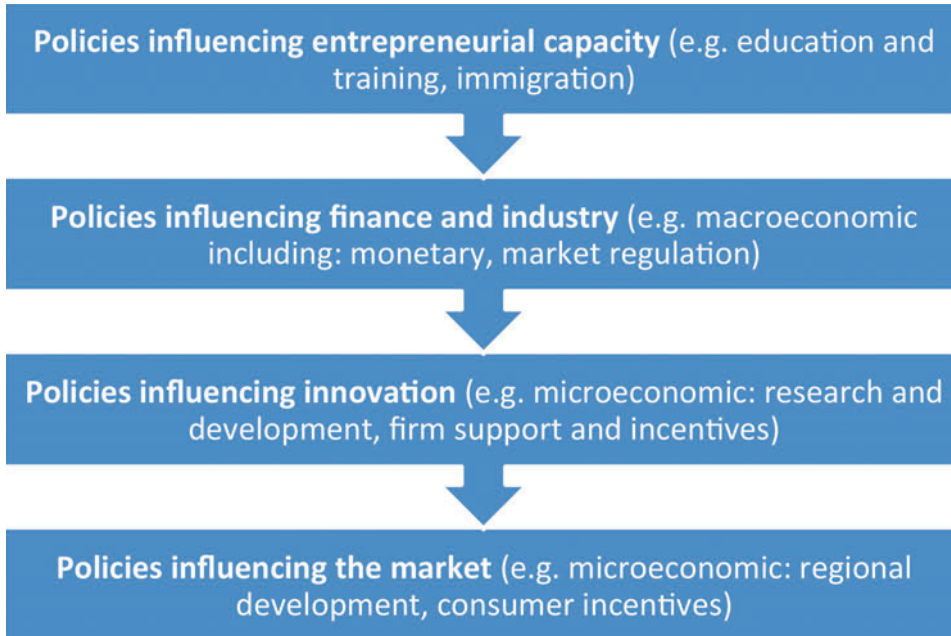 Policies influencing entrepreneurial capacity (e.g. education and
training, immigration)
Policies influencing finance and industry (e.g. macroeconomic
including: monetary, market regulation)
Policies influencing innovation (e.g. microeconomic: research and
development, firm support and incentives)
Policies influencing the market (e.g. microeconomic: regional
development, consumer incentives)